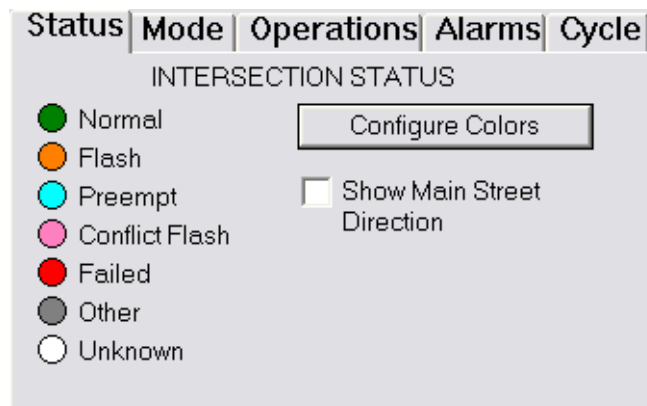 Status Mode Operations Alarms Cycle
INTERSECTION STATUS
Normal
Configure Colors
Flash
Preempt
Show Main Street
Direction
Conflict Flash
Failed
Other
Unknown